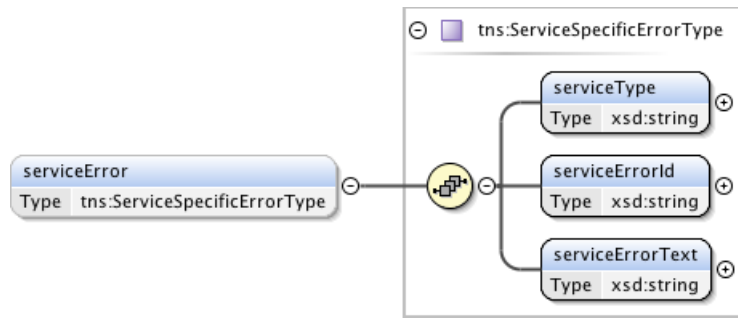 tns:ServiceSpecificErrorType
serviceType
Type xsd:string
serviceError
Type tns:ServiceSpecificErrorType
serviceErrorId
Type xsd:string
serviceErrorText
Type xsd:string